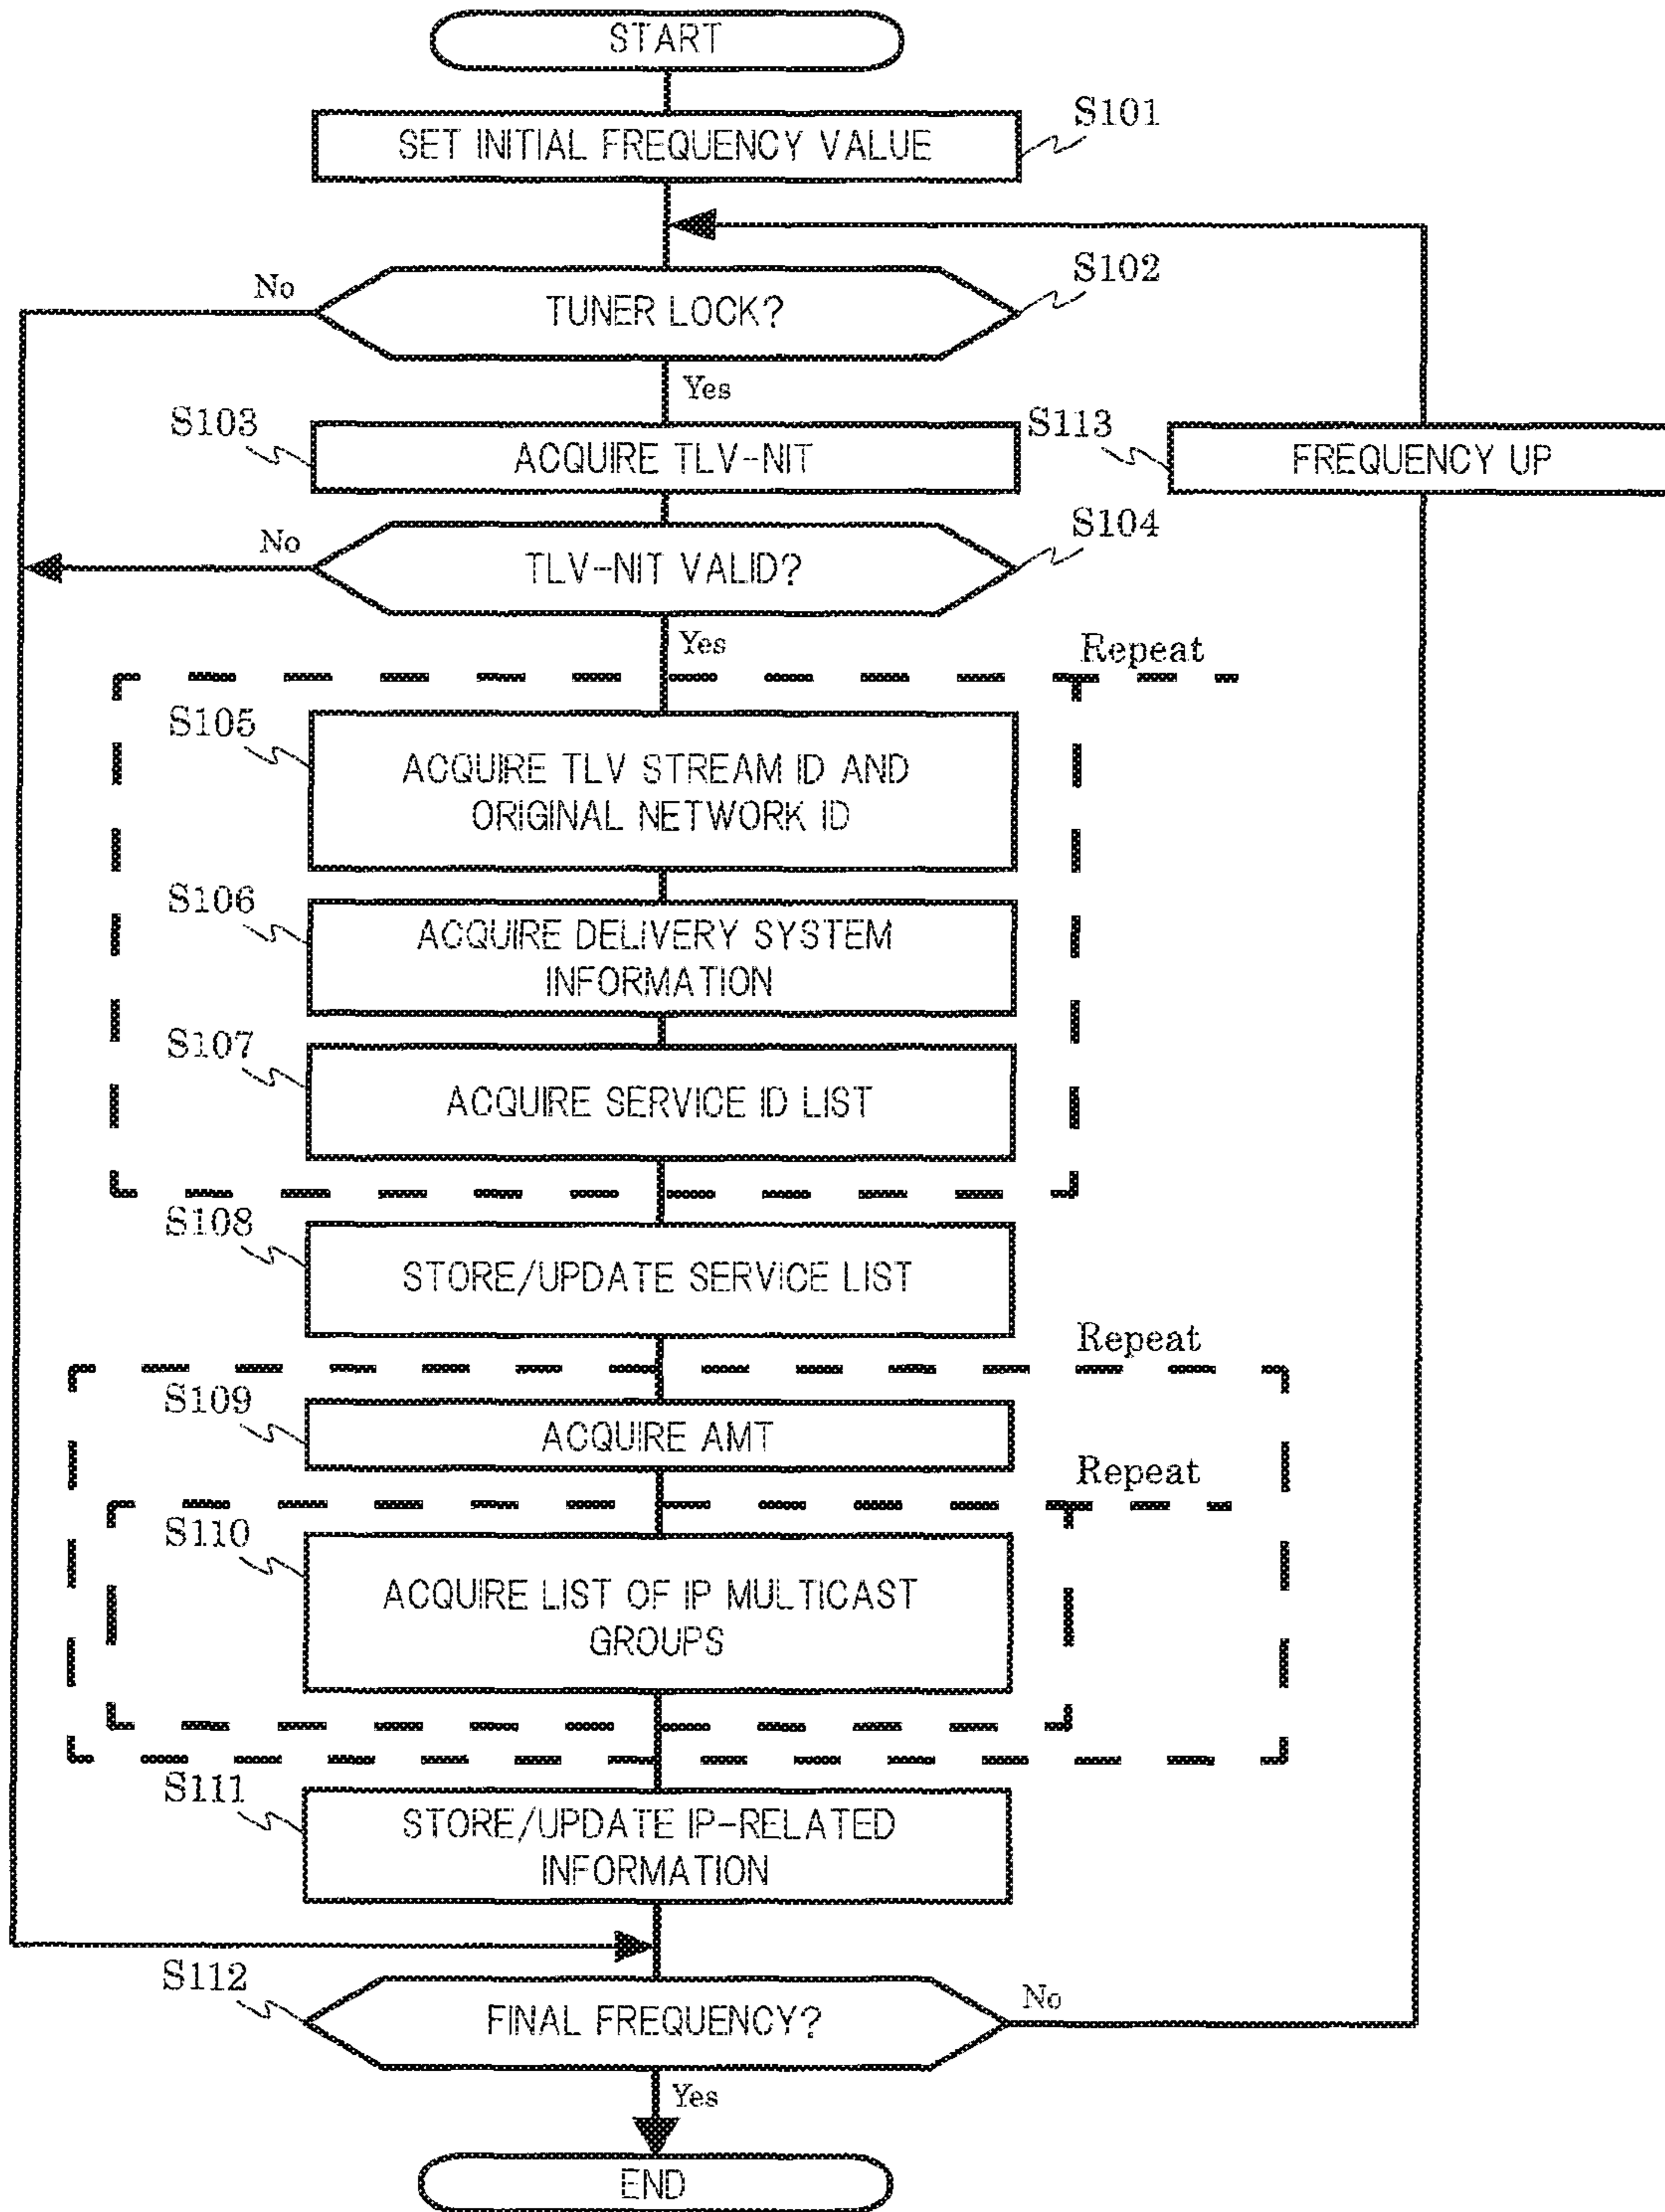 START
SET INITIAL FREQUENCY VALUE
S101
No
TUNER LOCK?
S102
Yes
S103
ACQUIRE TLV-NIT
S113
FREQUENCY UP
No
TLV-NIT VALID?
S104
Yes
Repeat
S105
ACQUIRE TLV STREAM ID AND
ORIGINAL NETWORK ID
S106
ACQUIRE DELIVERY SYSTEM
INFORMATION
S107
ACQUIRE SERVICE ID LIST
S108
STORE/UPDATE SERVICE LIST
Repeat
S109
ACQUIRE AMT
Repeat
S110
ACQUIRE LIST OF IP MULTICAST
GROUPS
S111
STORE/UPDATE IP-RELATED
INFORMATION
S112
FINAL FREQUENCY?
No
Yes
END